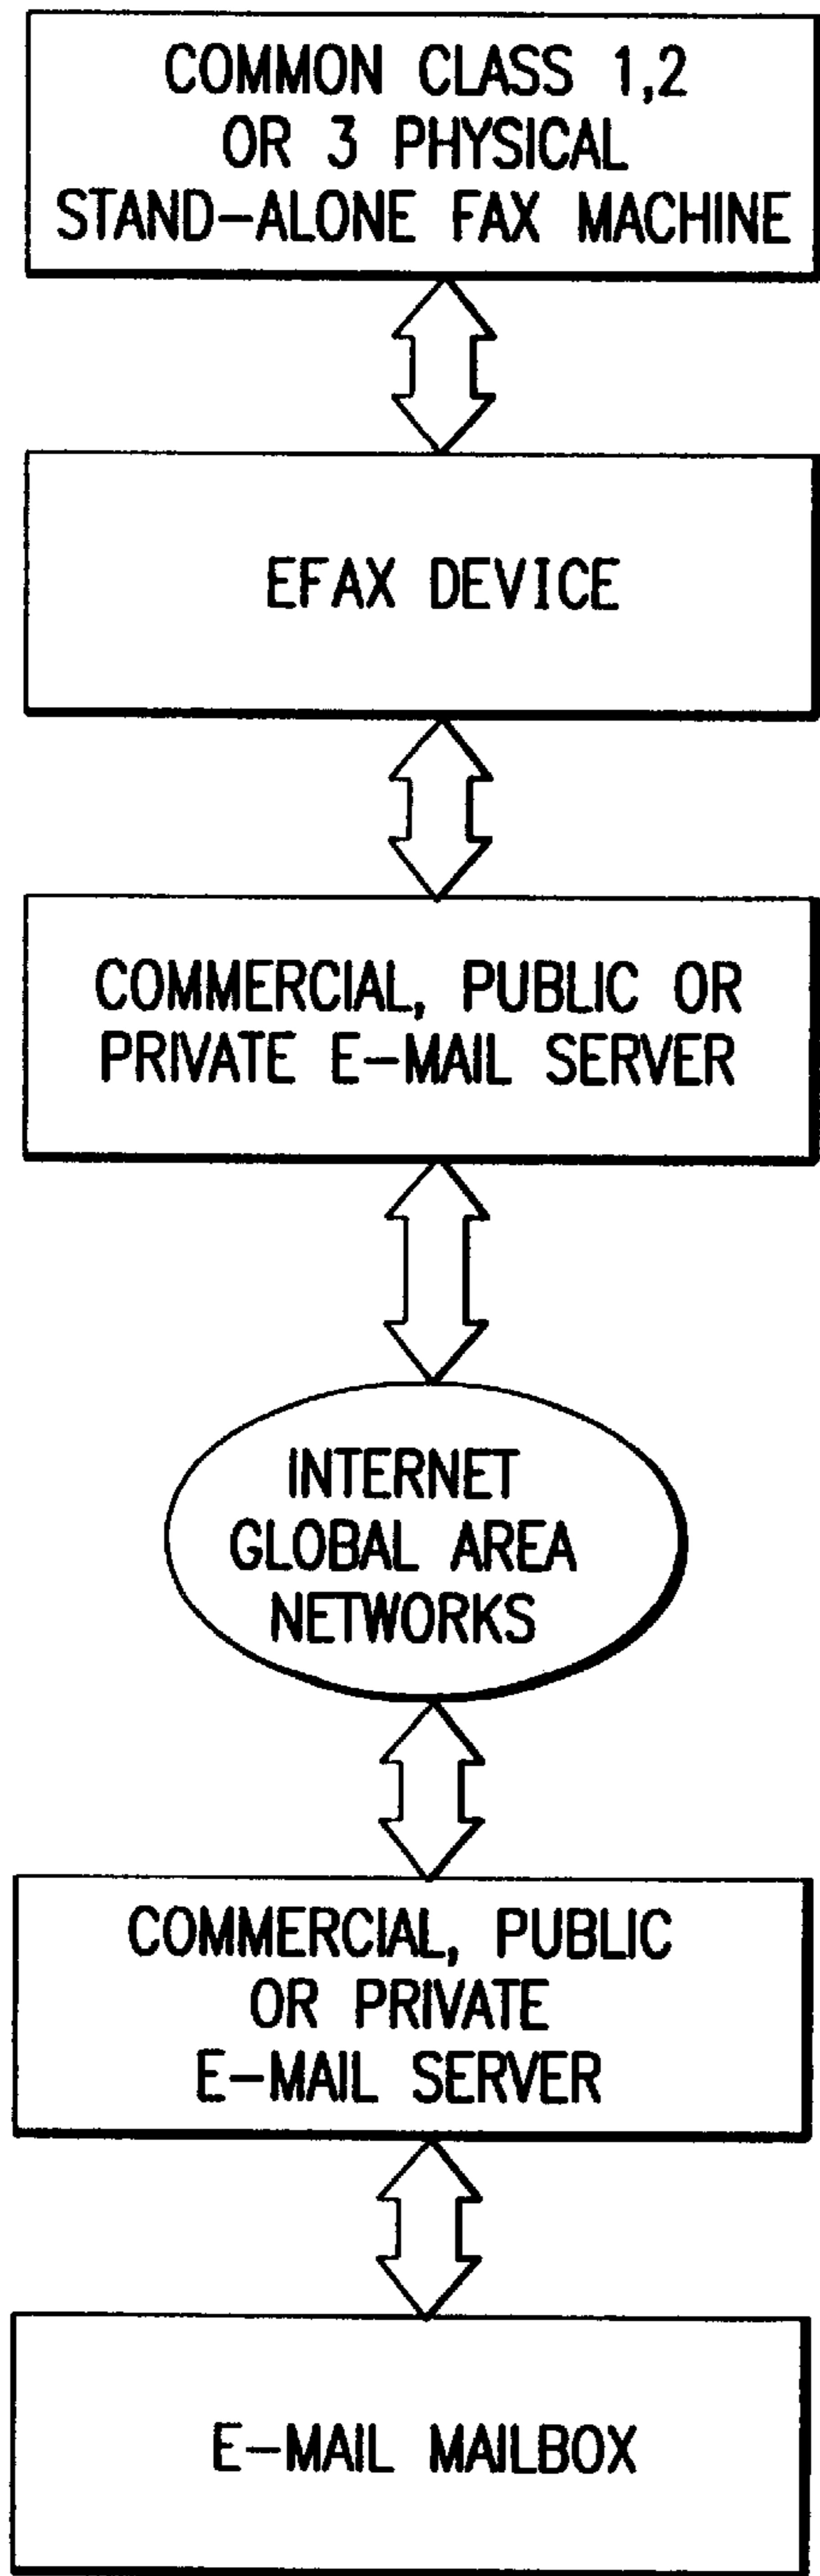 COMMON CLASS 1,2
OR 3 PHYSICAL
STAND-ALONE FAX MACHINE
EFAX DEVICE
COMMERCIAL, PUBLIC OR
PRIVATE E-MAIL SERVER
INTERNET
GLOBAL AREA
NETWORKS
COMMERCIAL, PUBLIC
OR PRIVATE
E-MAIL SERVER
E-MAIL MAILBOX